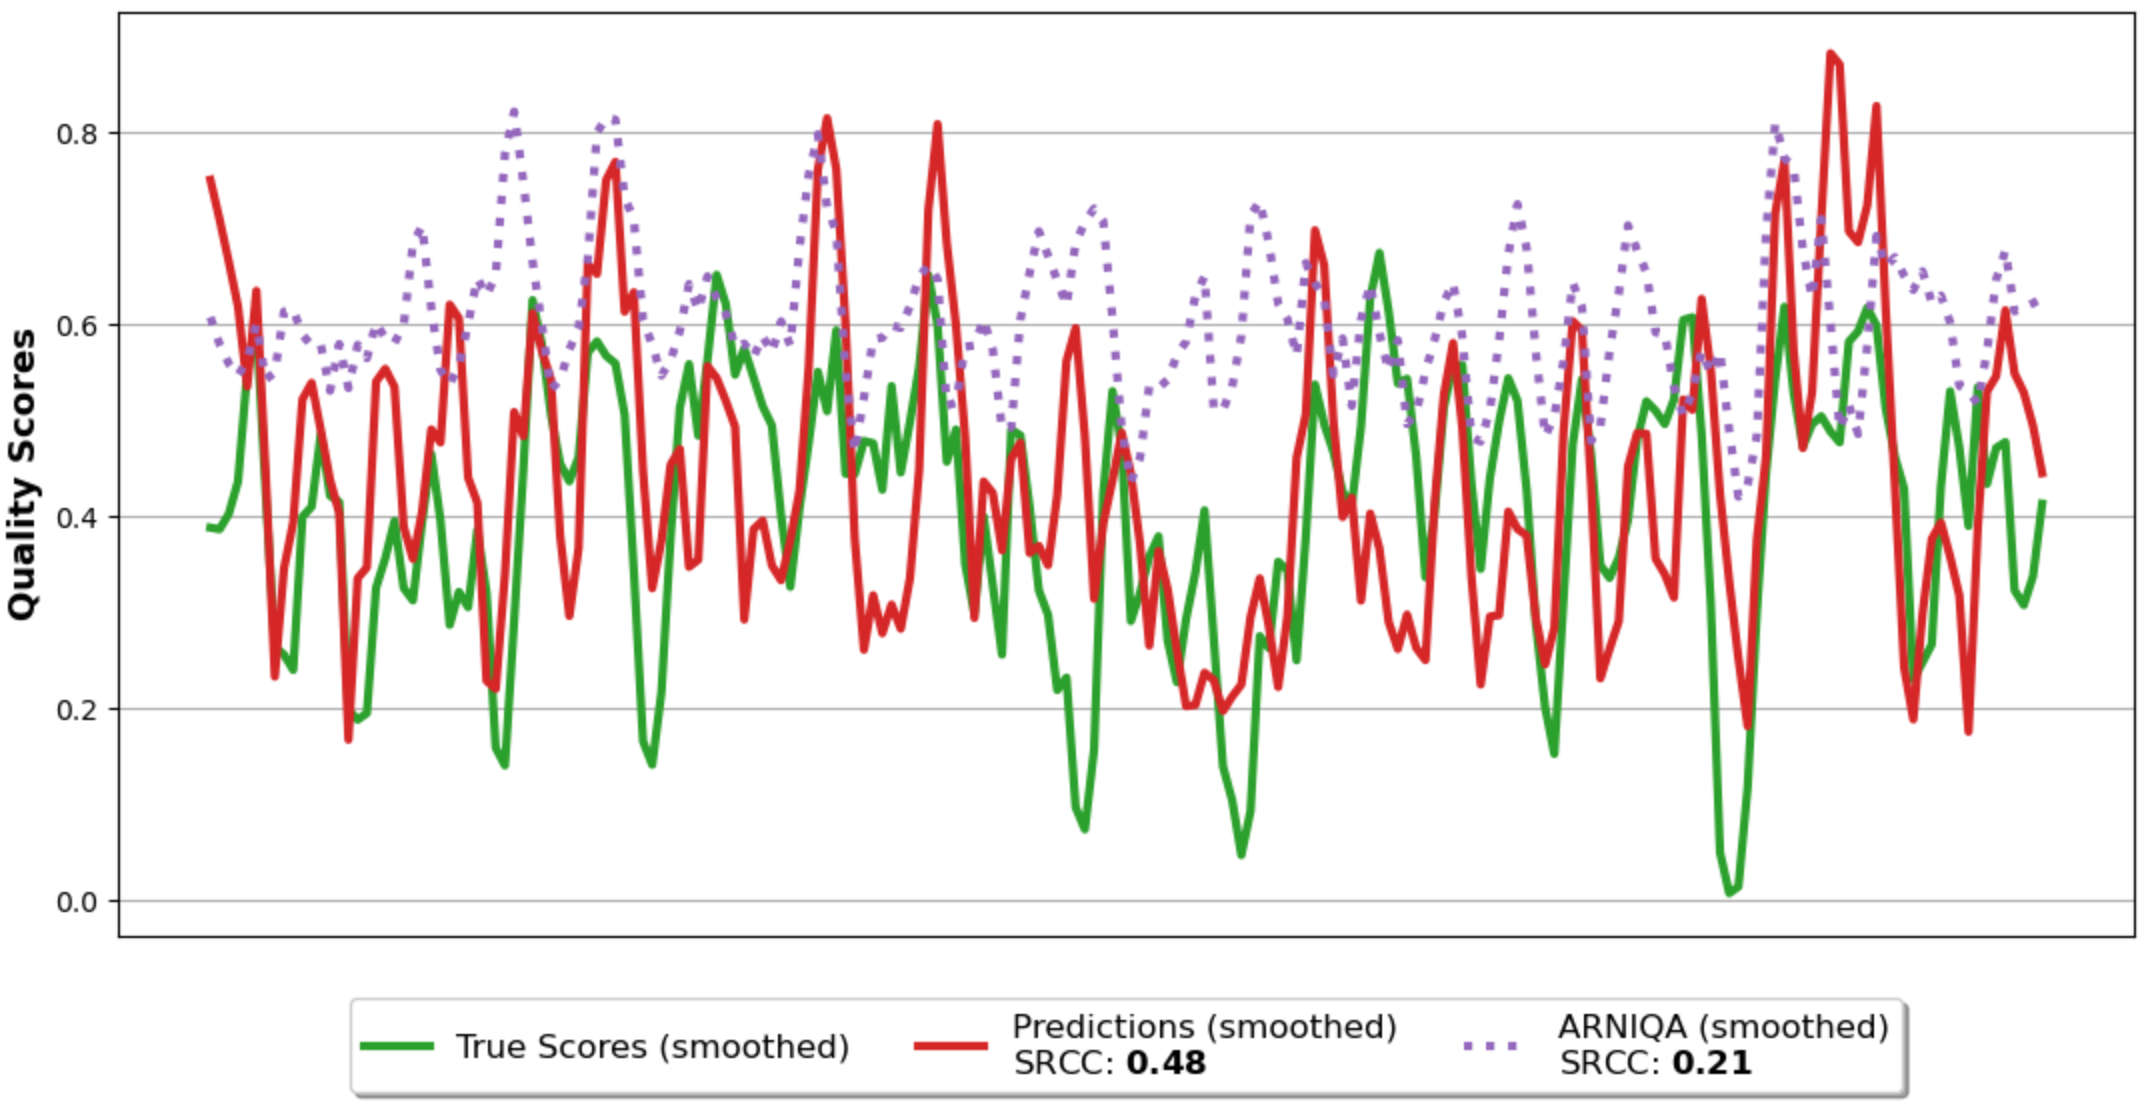 Quality Scores
0.8
0.6
0.4
0.2
0.0
True Scores (smoothed)
Predictions (smoothed)
SRCC: 0.48
ARNIQA (smoothed)
SRCC: 0.21